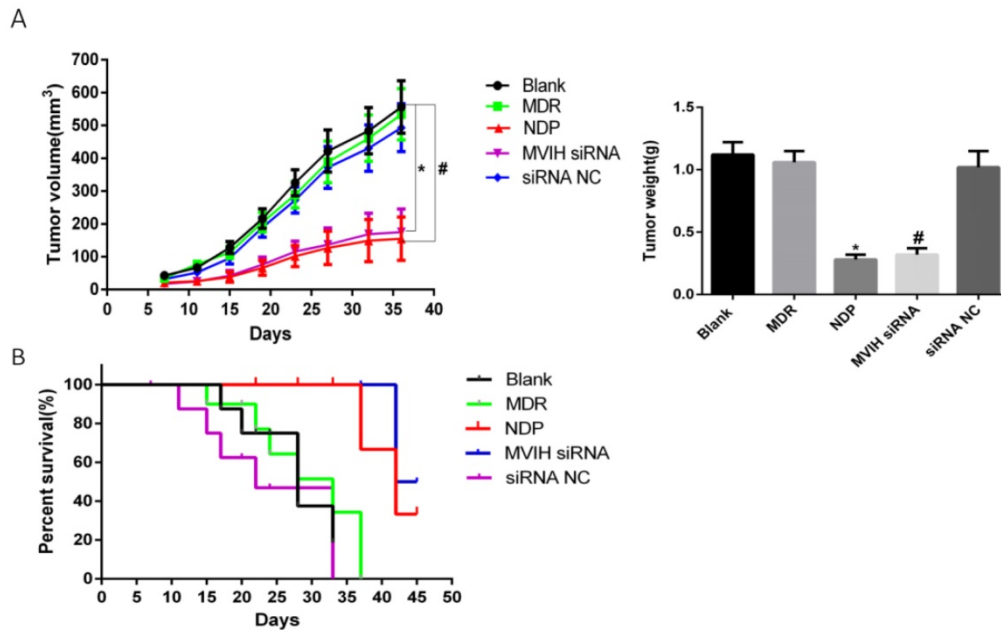 A
Tumor volume(mm3)
700
600
500
400
300
200
100
0
0 5 10 15 20 25 30 35 40
Days
Blank
MDR
NDP
MVIH siRNA
siRNA NC
* #
Tumor weight(g)
1.5
1.0
0.5
0.0
*
#
Blank
MDR
NDP
MVIH siRNA
siRNA NC
B
Percent survival(%)
100
80
60
40
20
0
0 5 10 15 20 25 30 35 40 45 50
Days
Blank
MDR
NDP
MVIH siRNA
siRNA NC